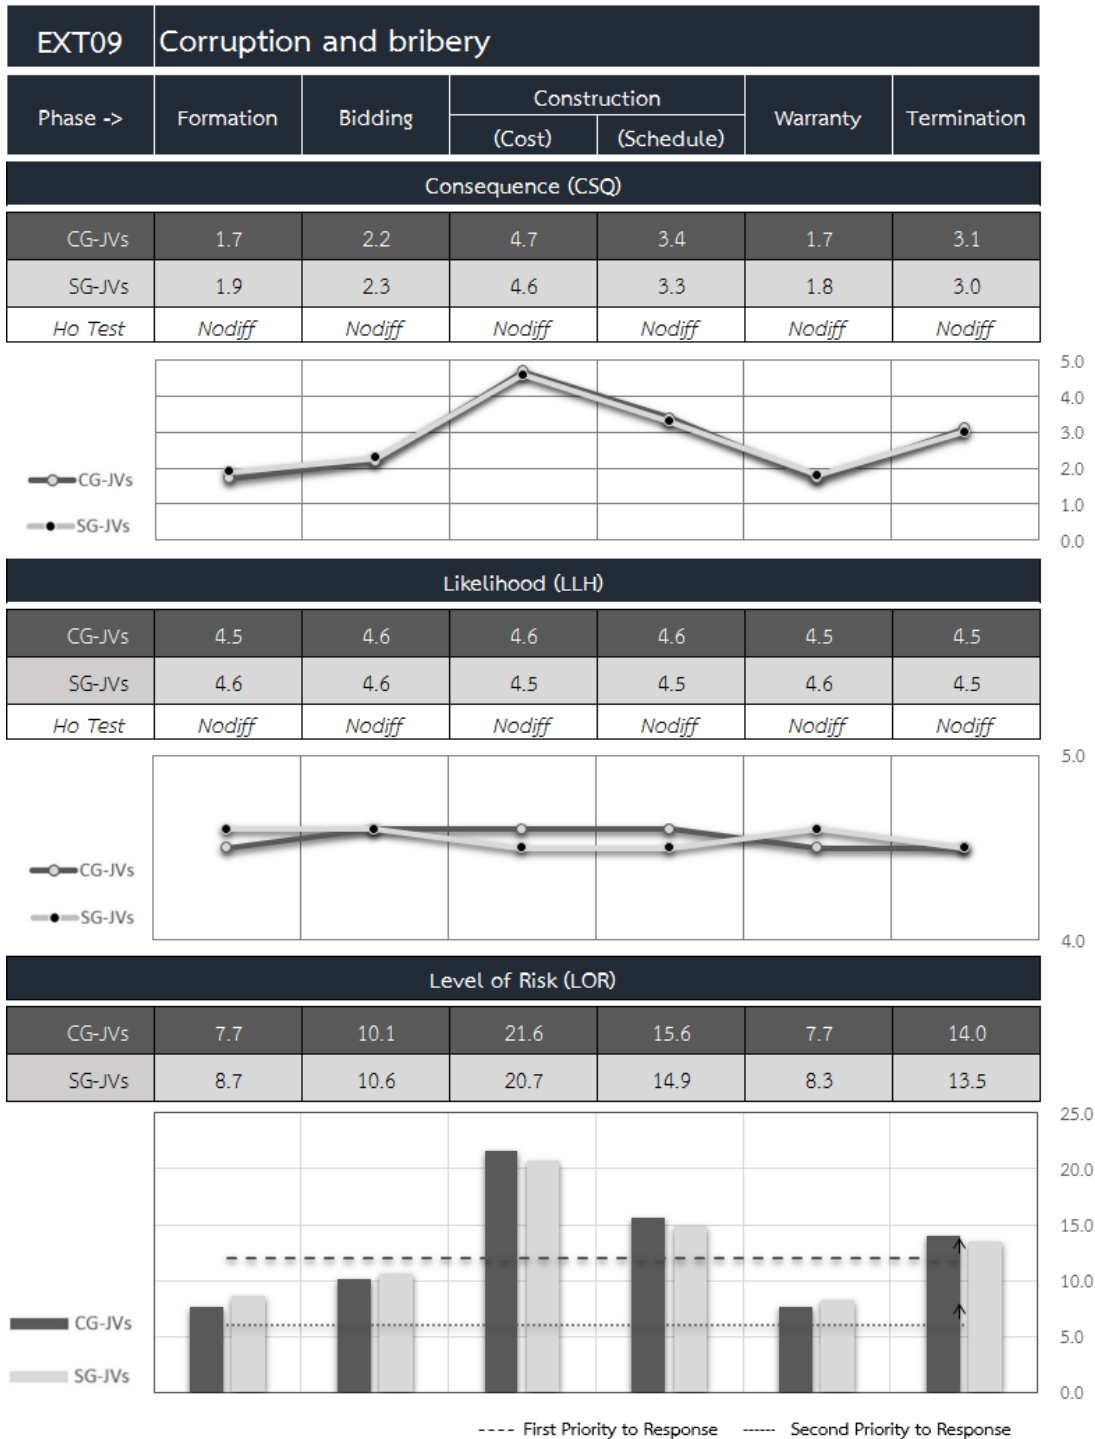 EXT09 Corruption and bribery
Phase -> Formation Bidding Construction Warranty Termination
(Cost) (Schedule)
Consequence (CSQ)
CG-JVs 1.7 2.2 4.7 3.4 1.7 3.1
SG-JVs 1.9 2.3 4.6 3.3 1.8 3.0
Ho Test Nodiff Nodiff Nodiff Nodiff Nodiff Nodiff
5.0
4.0
3.0
2.0
1.0
0.0
CG-JVs
SG-JVs
Likelihood (LLH)
CG-JVs 4.5 4.6 4.6 4.6 4.5 4.5
SG-JVs 4.6 4.6 4.5 4.5 4.6 4.5
Ho Test Nodiff Nodiff Nodiff Nodiff Nodiff Nodiff
5.0
4.0
CG-JVs
SG-JVs
Level of Risk (LOR)
CG-JVs 7.7 10.1 21.6 15.6 7.7 14.0
SG-JVs 8.7 10.6 20.7 14.9 8.3 13.5
25.0
20.0
15.0
10.0
5.0
0.0
CG-JVs
SG-JVs
First Priority to Response Second Priority to Response